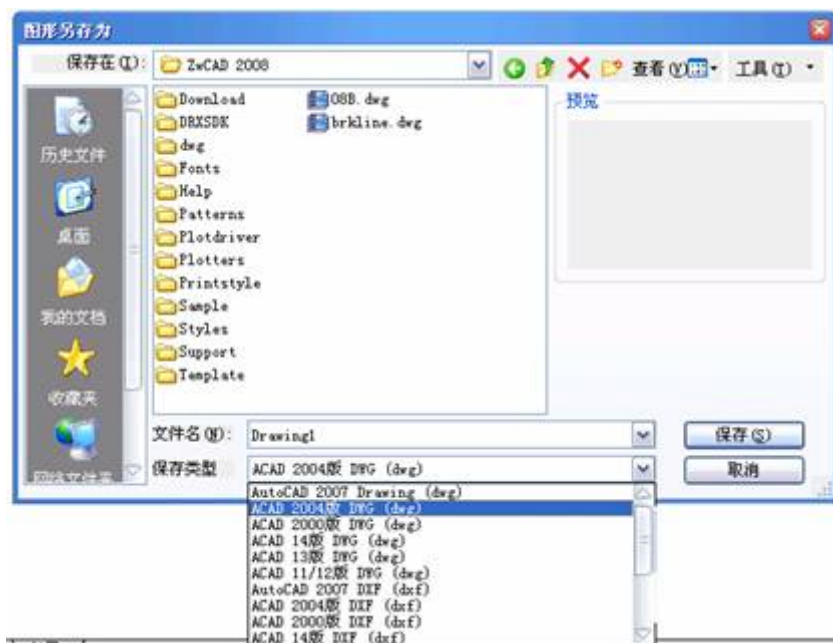 图形另存为
保存在(I): ZwCAD 2008 查看(V) 工具(T)
历史文件
桌面
我的文档
收藏夹
Download
DRXSDK
dwg
Fonts
Help
Patterns
Plotdriver
Plotters
Printstyle
Sample
Styles
Support
Template
08B.dwg
brkline.dwg
预览
文件名(N): Drawing1 保存(S)
保存类型 ACAD 2004版 DWG (dwg) 取消
AutoCAD 2007 Drawing (dwg)
ACAD 2004版 DWG (dwg)
ACAD 2000版 DWG (dwg)
ACAD 14版 DWG (dwg)
ACAD 13版 DWG (dwg)
ACAD 11/12版 DWG (dwg)
AutoCAD 2007 DXF (dxf)
ACAD 2004版 DXF (dxf)
ACAD 2000版 DXF (dxf)
ACAD 14版 DXF (dxf)